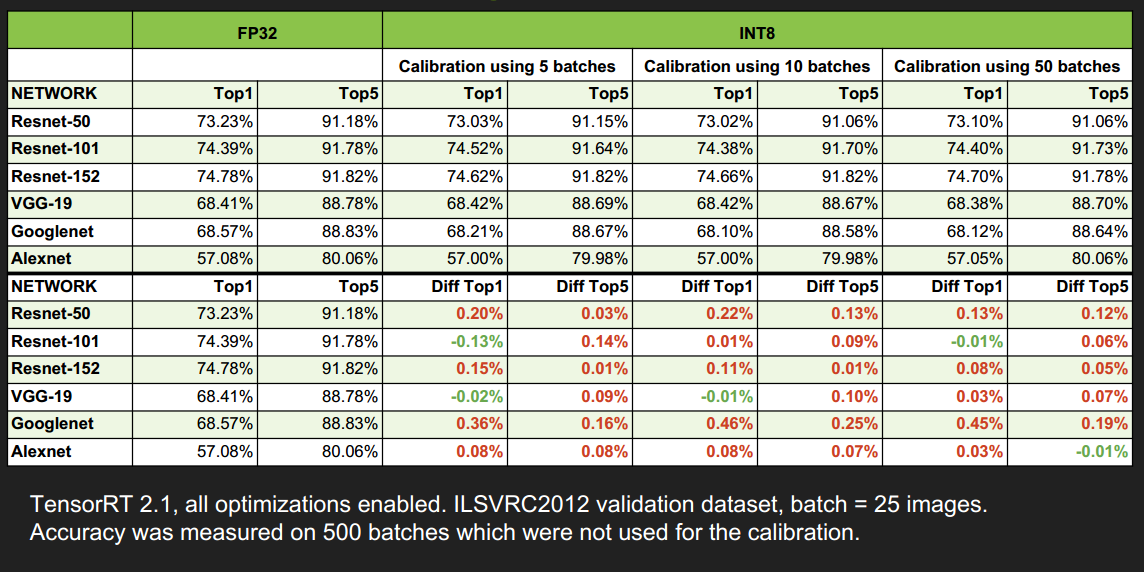 FP32 INT8
Calibration using 5 batches Calibration using 10 batches Calibration using 50 batches
NETWORK Top1 Top5 Top1 Top5 Top1 Top5 Top1 Top5
Resnet-50 73.23% 91.18% 73.03% 91.15% 73.02% 91.06% 73.10% 91.06%
Resnet-101 74.39% 91.78% 74.52% 91.64% 74.38% 91.70% 74.40% 91.73%
Resnet-152 74.78% 91.82% 74.62% 91.82% 74.66% 91.82% 74.70% 91.78%
VGG-19 68.41% 88.78% 68.42% 88.69% 68.42% 88.67% 68.38% 88.70%
Googlenet 68.57% 88.83% 68.21% 88.67% 68.10% 88.58% 68.12% 88.64%
Alexnet 57.08% 80.06% 57.00% 79.98% 57.00% 79.98% 57.05% 80.06%
NETWORK Top1 Top5 Diff Top1 Diff Top5 Diff Top1 Diff Top5 Diff Top1 Diff Top5
Resnet-50 73.23% 91.18% 0.20% 0.03% 0.22% 0.13% 0.13% 0.12%
Resnet-101 74.39% 91.78% -0.13% 0.14% 0.01% 0.09% -0.01% 0.06%
Resnet-152 74.78% 91.82% 0.15% 0.01% 0.11% 0.01% 0.08% 0.05%
VGG-19 68.41% 88.78% -0.02% 0.09% -0.01% 0.10% 0.03% 0.07%
Googlenet 68.57% 88.83% 0.36% 0.16% 0.46% 0.25% 0.45% 0.19%
Alexnet 57.08% 80.06% 0.08% 0.08% 0.08% 0.07% 0.03% -0.01%
TensorRT 2.1, all optimizations enabled. ILSVRC2012 validation dataset, batch = 25 images.
Accuracy was measured on 500 batches which were not used for the calibration.